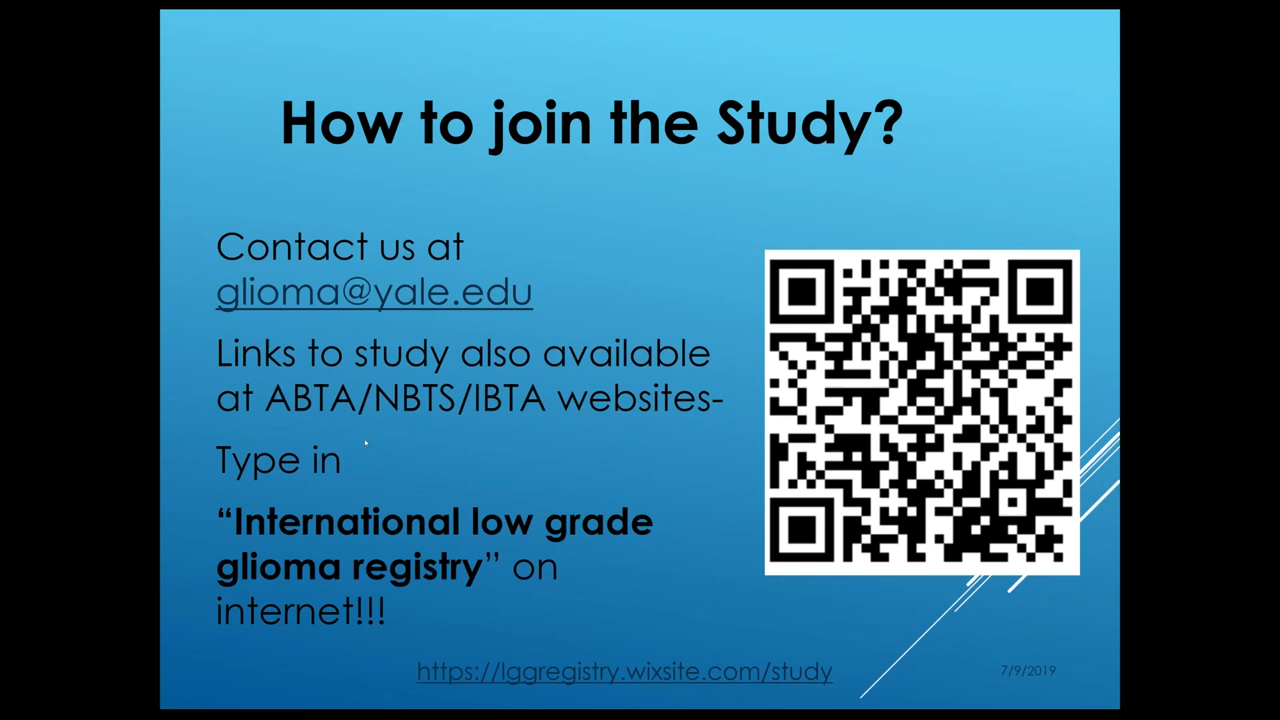 How to join the Study?
Contact us at
glioma@yale.edu
Links to study also available
at ABTA/NBTS/IBTA websites-
Type in
“International low grade
glioma registry” on
internet!!!
https://lggregistry.wixsite.com/study
7/9/2019